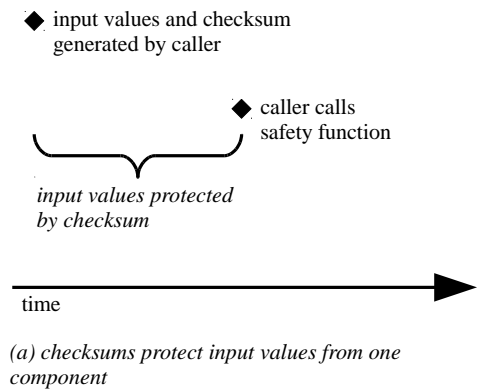 input values and checksum
generated by caller
caller calls
safety function
input values protected
by checksum
time
(a) checksums protect input values from one
component